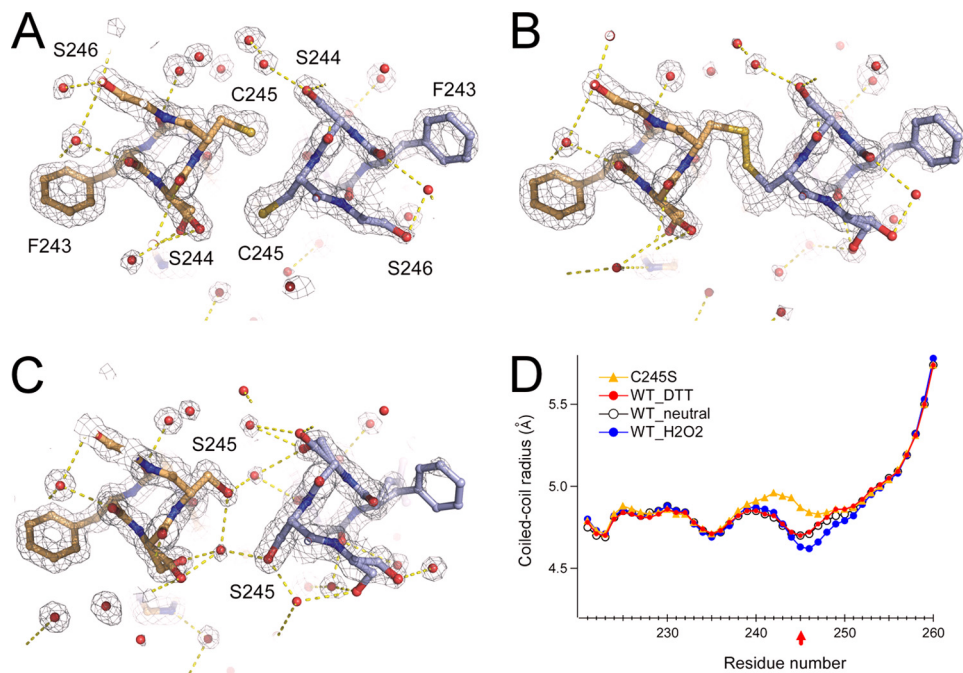 A
S246
S244
C245
F243
F243
S244
C245
S246
B
C
S245
S245
D
C245S
WT_DTT
WT_neutral
WT_H2O2
Coiled-coil radius (Å)
5.5
5.0
4.5
230
240
250
260
Residue number